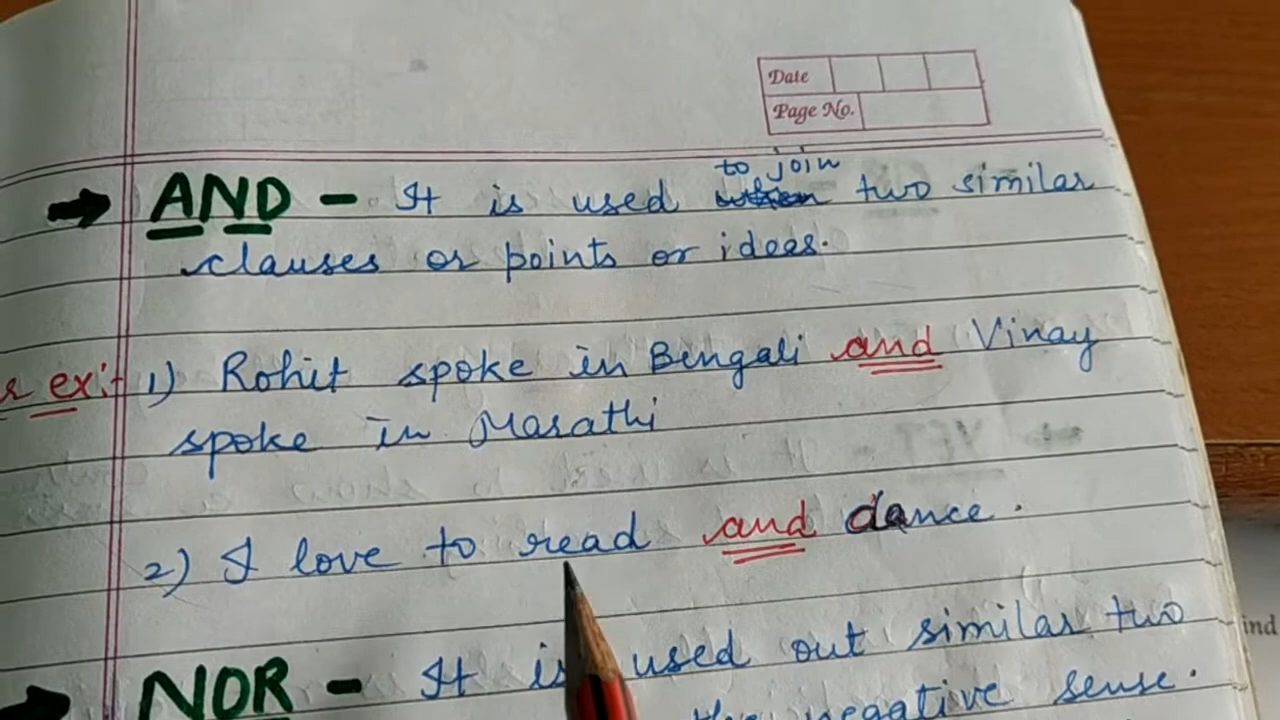 Date
Page No.
to join
AND - It is used two similar
clauses or points or idees.
ex:- 1) Rohit spoke in Bengali and Vinay
spoke in Marathi
2) I love to read and dance.
NOR - It is used out similar two
negative sense.
ind